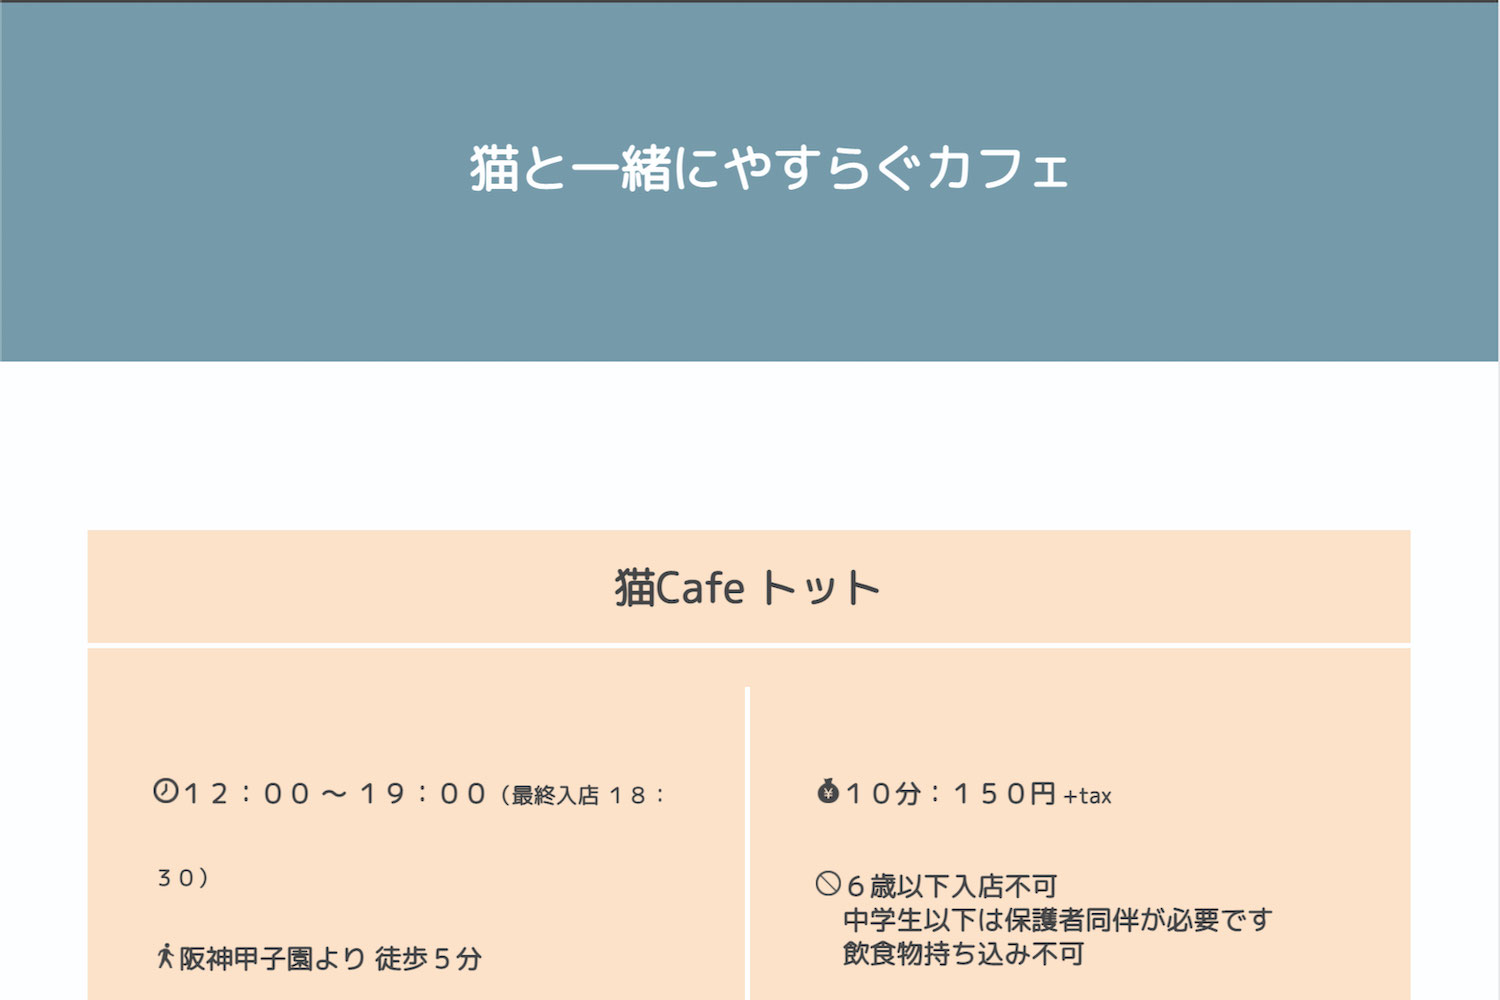 猫と一緒にやすらぐカフェ
猫Cafe トット
１２：００～１９：００（最終入店 １８：
３０）
阪神甲子園より 徒歩５分
１０分：１５０円 +tax
６歳以下入店不可
中学生以下は保護者同伴が必要です
飲食物持ち込み不可